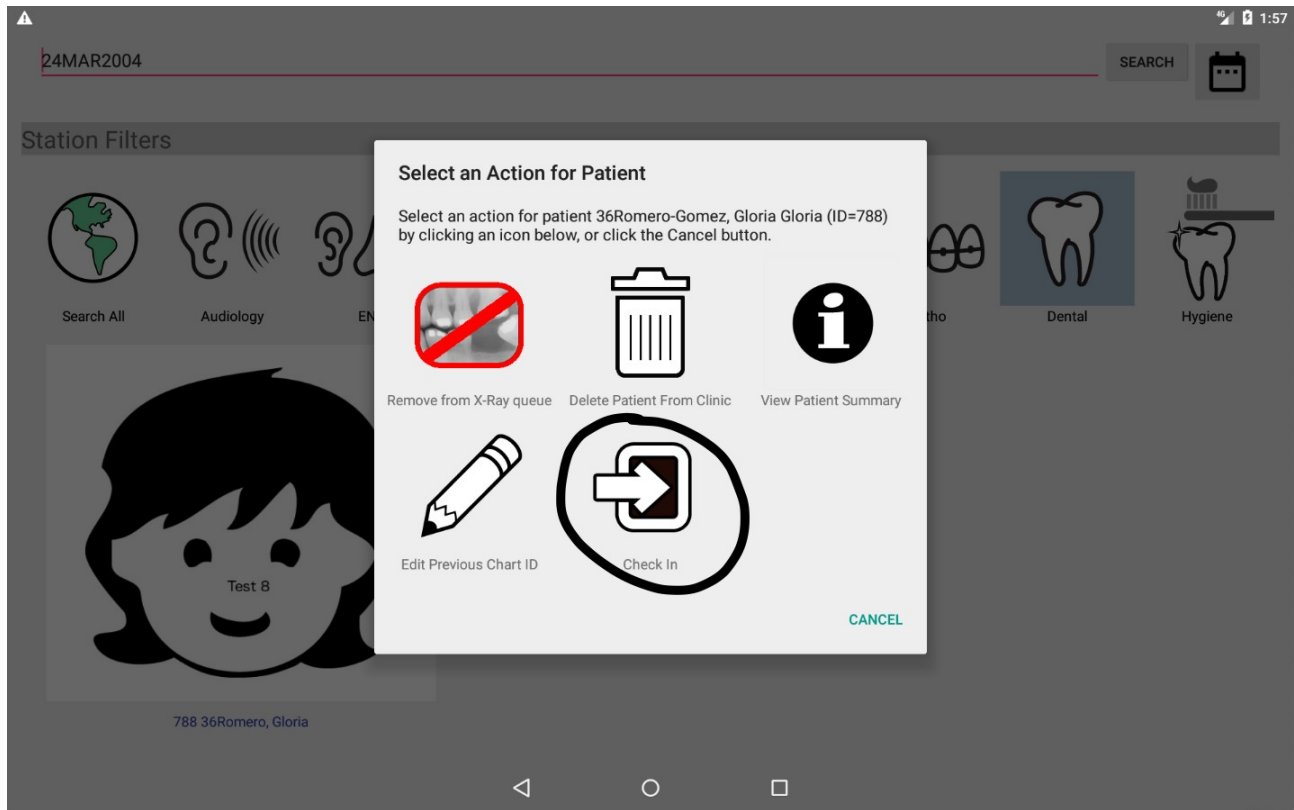 4G 1:57
24MAR2004
SEARCH
Station Filters
Select an Action for Patient
Select an action for patient 36Romero-Gomez, Gloria Gloria (ID=788)
by clicking an icon below, or click the Cancel button.
Search All
Audiology
EN
tho
Dental
Hygiene
Remove from X-Ray queue
Delete Patient From Clinic
View Patient Summary
Edit Previous Chart ID
Check In
Test 8
CANCEL
788 36Romero, Gloria